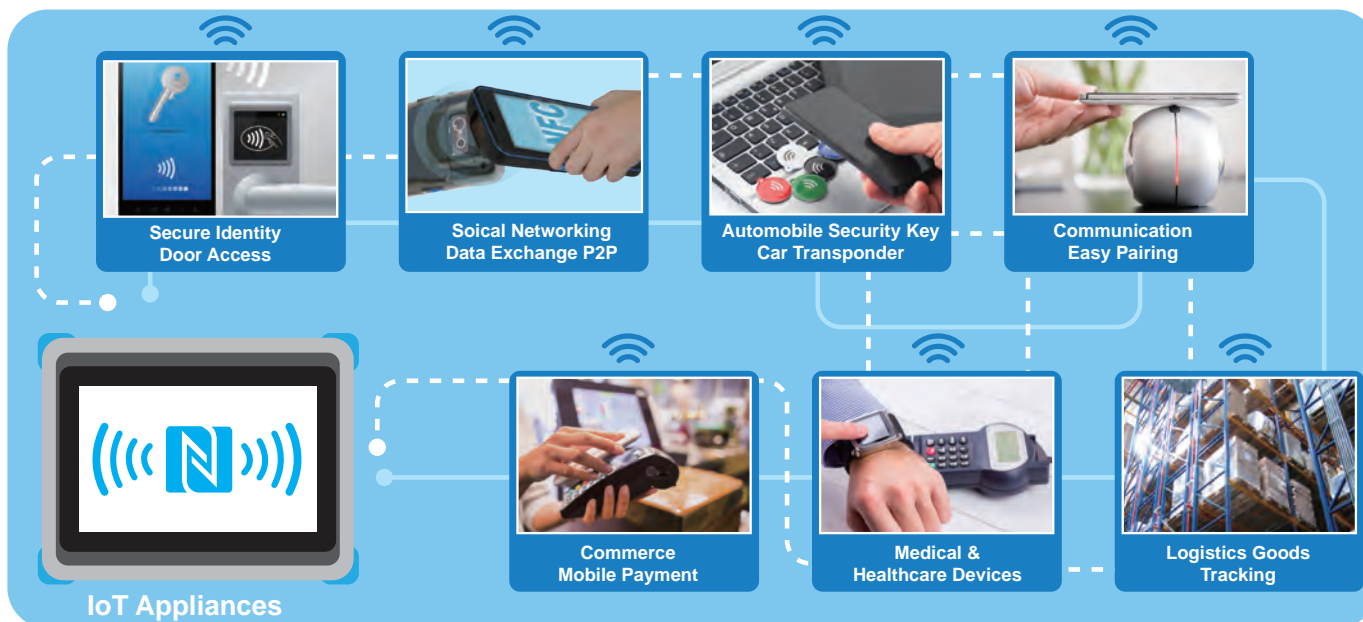 Secure Identity
Door Access
NFC
Soical Networking
Data Exchange P2P
Automobile Security Key
Car Transponder
Communication
Easy Pairing
Commerce
Mobile Payment
Medical &
Healthcare Devices
Logistics Goods
Tracking
IoT Appliances